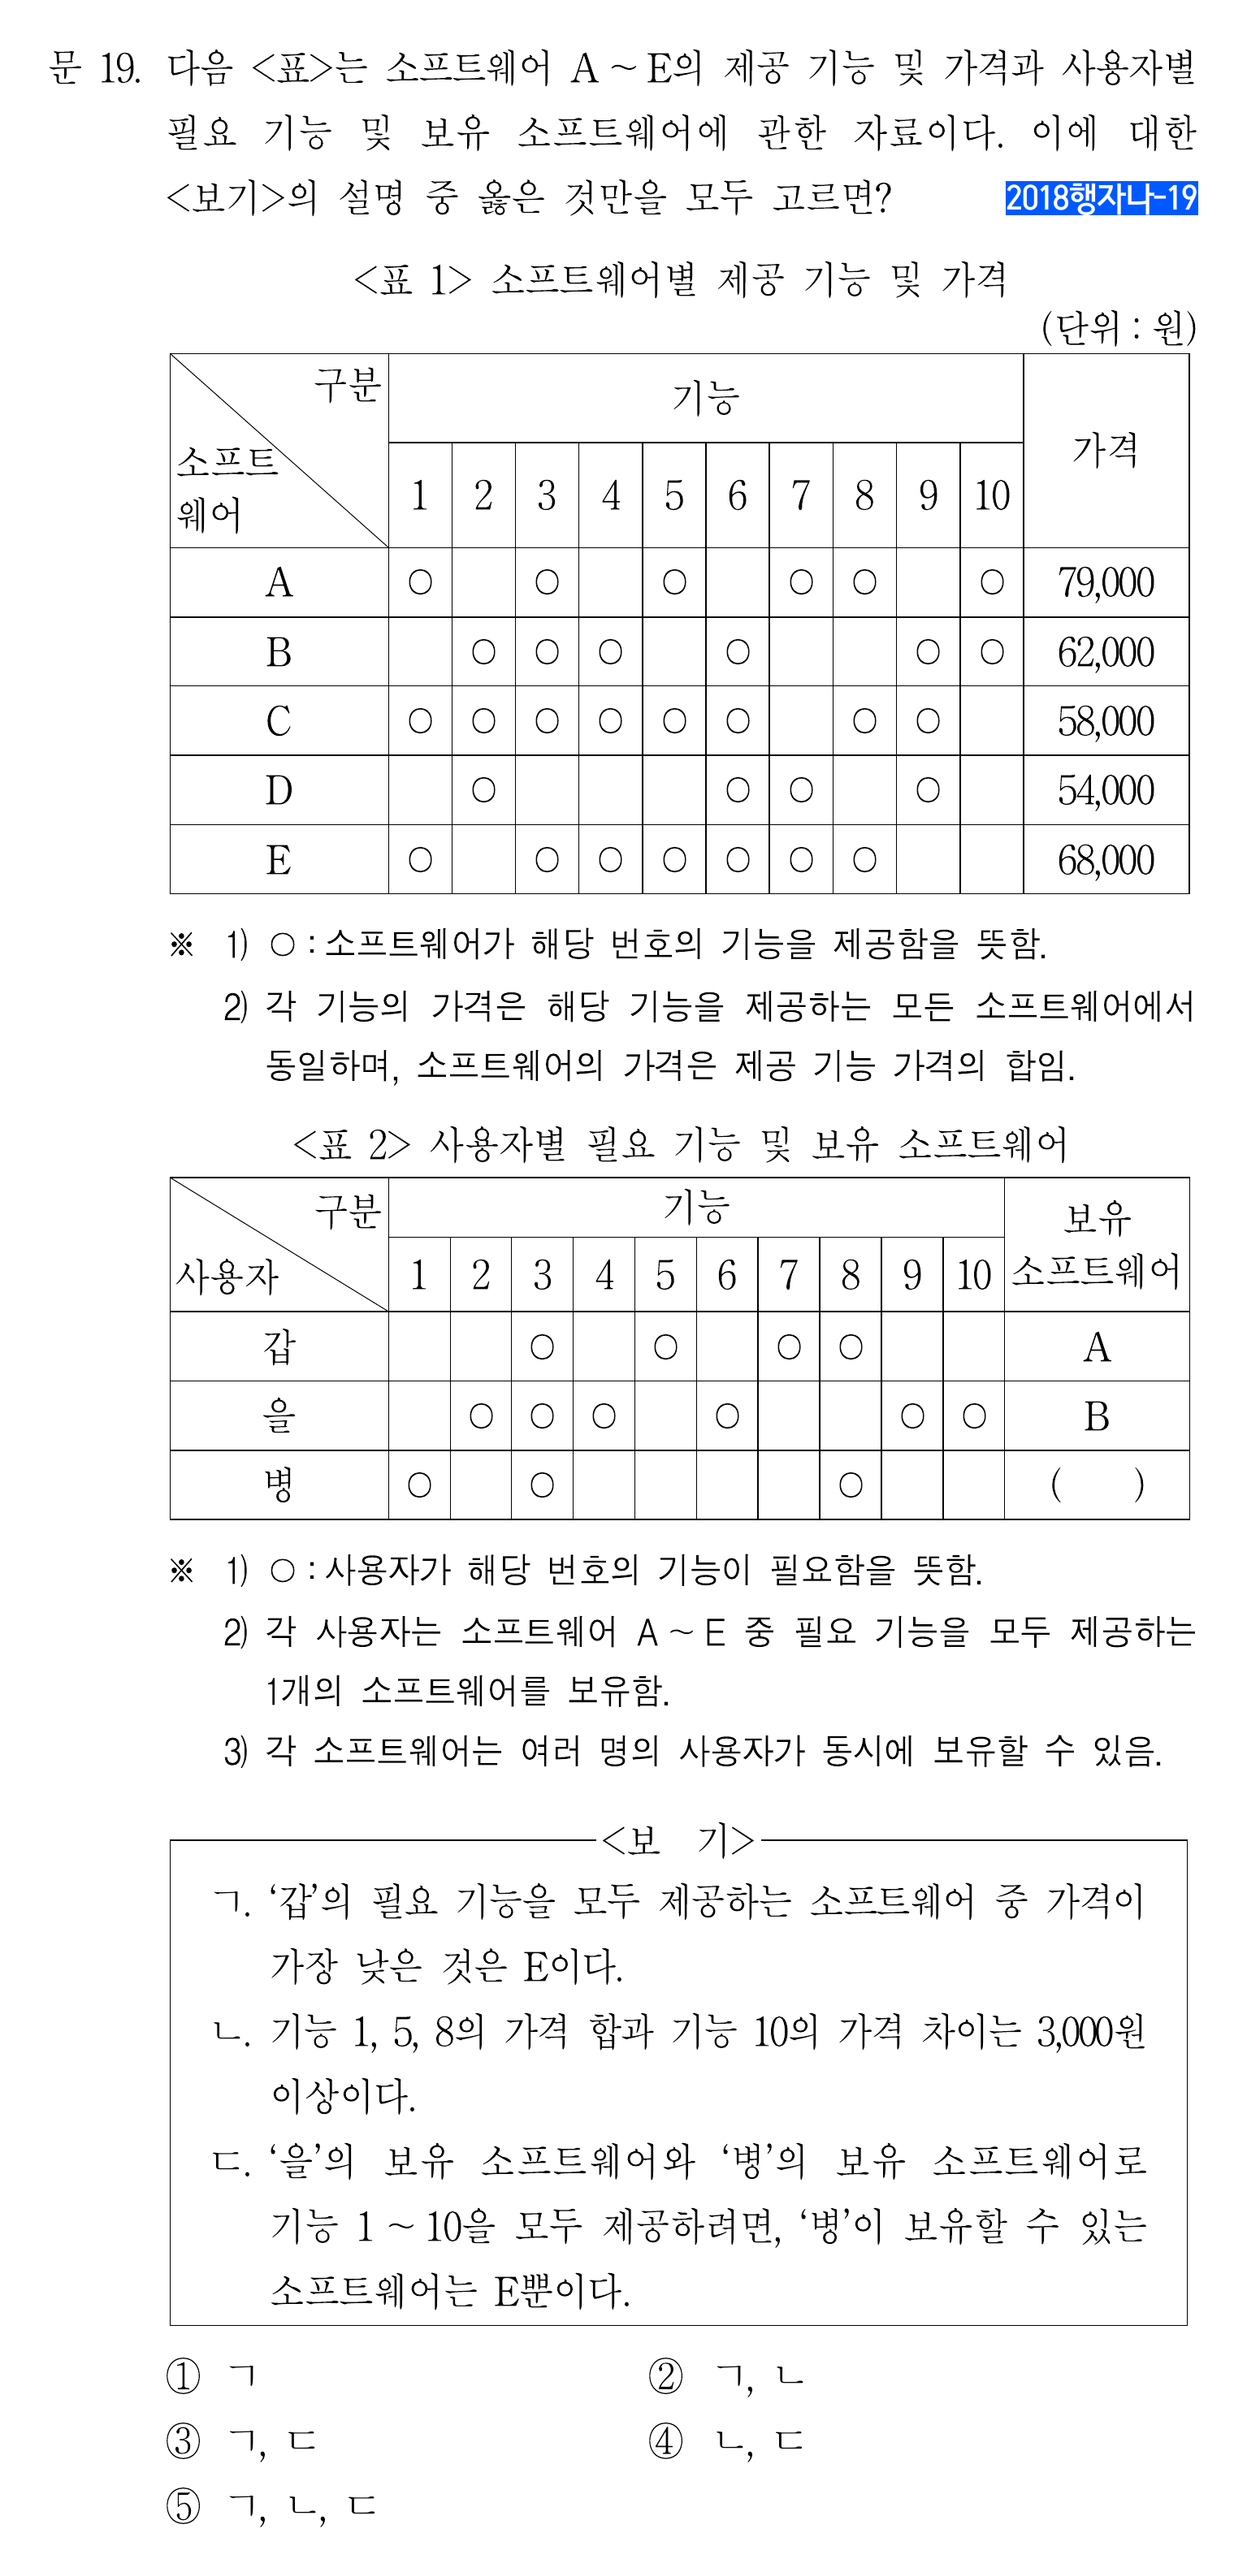 문 19. 다음 <표>는 소프트웨어 A ~ E의 제공 기능 및 가격과 사용자별
필요 기능 및 보유 소프트웨어에 관한 자료이다. 이에 대한
<보기>의 설명 중 옳은 것만을 모두 고르면? 2018행자나-19
<표 1> 소프트웨어별 제공 기능 및 가격
(단위 : 원)
구분 기능 가격
소프트
웨어
1 2 3 4 5 6 7 8 9 10
A ○ ○ ○ ○ ○ ○ 79,000
B ○ ○ ○ ○ ○ ○ 62,000
C ○ ○ ○ ○ ○ ○ ○ ○ 58,000
D ○ ○ ○ ○ 54,000
E ○ ○ ○ ○ ○ ○ ○ 68,000
※ 1) ○ : 소프트웨어가 해당 번호의 기능을 제공함을 뜻함.
2) 각 기능의 가격은 해당 기능을 제공하는 모든 소프트웨어에서
동일하며, 소프트웨어의 가격은 제공 기능 가격의 합임.
<표 2> 사용자별 필요 기능 및 보유 소프트웨어
구분 기능 보유
소프트웨어
사용자 1 2 3 4 5 6 7 8 9 10
갑 ○ ○ ○ ○ A
을 ○ ○ ○ ○ ○ ○ B
병 ○ ○ ○ ( )
※ 1) ○ : 사용자가 해당 번호의 기능이 필요함을 뜻함.
2) 각 사용자는 소프트웨어 A ~ E 중 필요 기능을 모두 제공하는
1개의 소프트웨어를 보유함.
3) 각 소프트웨어는 여러 명의 사용자가 동시에 보유할 수 있음.
<보 기>
ㄱ. ‘갑’의 필요 기능을 모두 제공하는 소프트웨어 중 가격이
가장 낮은 것은 E이다.
ㄴ. 기능 1, 5, 8의 가격 합과 기능 10의 가격 차이는 3,000원
이상이다.
ㄷ. ‘을’의 보유 소프트웨어와 ‘병’의 보유 소프트웨어로
기능 1 ~ 10을 모두 제공하려면, ‘병’이 보유할 수 있는
소프트웨어는 E뿐이다.
① ㄱ ② ㄱ, ㄴ
③ ㄱ, ㄷ ④ ㄴ, ㄷ
⑤ ㄱ, ㄴ, ㄷ